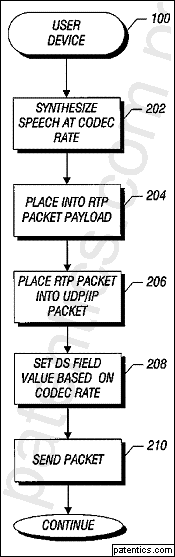 USER
DEVICE
100
SYNTHESIZE
SPEECH AT CODEC
RATE
202
PLACE INTO RTP
PACKET PAYLOAD
204
PLACE RTP PACKET
INTO UDP/IP
PACKET
206
SET DS FIELD
VALUE BASED ON
CODEC RATE
208
SEND PACKET
210
CONTINUE
patentics.com
patentics.com